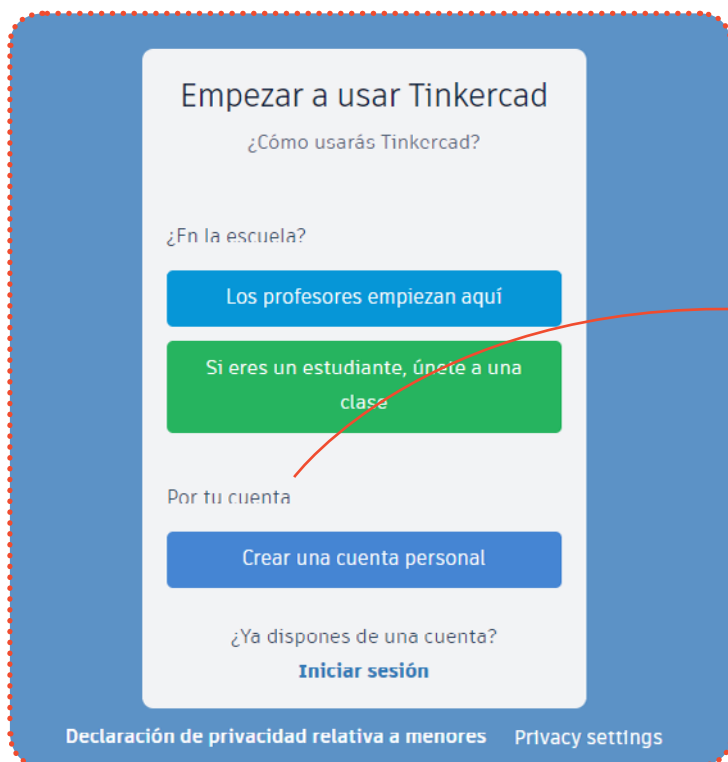 Empezar a usar Tinkercad
¿Cómo usarás Tinkercad?
¿En la escuela?
Los profesores empiezan aquí
Si eres un estudiante, únete a una
clase
Por tu cuenta
Crear una cuenta personal
¿Ya dispones de una cuenta?
Iniciar sesión
Declaración de privacidad relativa a menores Privacy settings